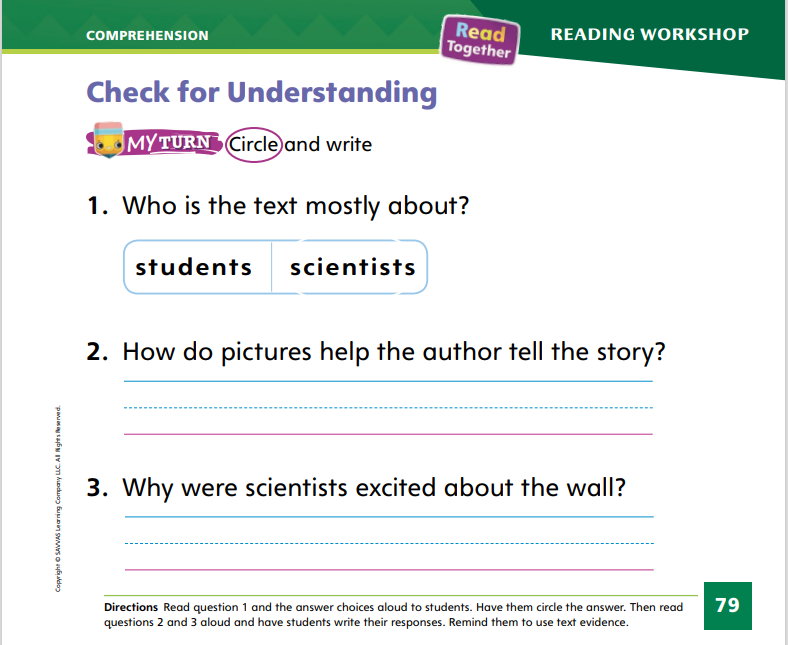 COMPREHENSION
Read
Together
READING WORKSHOP
Check for Understanding
MY TURN Circle and write
1. Who is the text mostly about?
students scientists
2. How do pictures help the author tell the story?
3. Why were scientists excited about the wall?
Copyright © SAVVAS Learning Company LLC. All Rights Reserved.
Directions Read question 1 and the answer choices aloud to students. Have them circle the answer. Then read
questions 2 and 3 aloud and have students write their responses. Remind them to use text evidence.
79